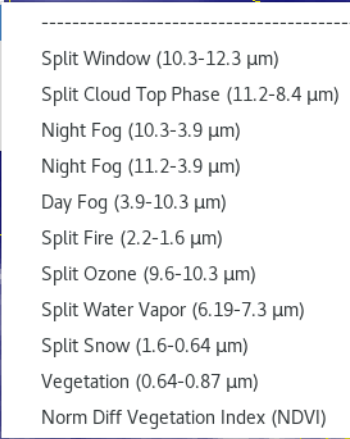 Split Window (10.3-12.3 μm)
Split Cloud Top Phase (11.2-8.4 μm)
Night Fog (10.3-3.9 μm)
Night Fog (11.2-3.9 μm)
Day Fog (3.9-10.3 μm)
Split Fire (2.2-1.6 μm)
Split Ozone (9.6-10.3 μm)
Split Water Vapor (6.19-7.3 μm)
Split Snow (1.6-0.64 μm)
Vegetation (0.64-0.87 μm)
Norm Diff Vegetation Index (NDVI)